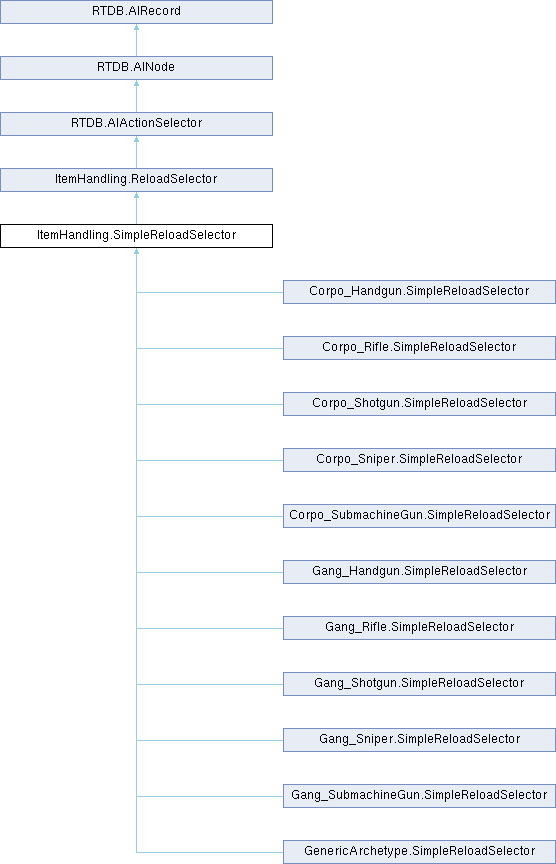 RTDB.AIRecord
RTDB.AINode
RTDB.AIActionSelector
ItemHandling.ReloadSelector
ItemHandling.SimpleReloadSelector
Corpo_Handgun.SimpleReloadSelector
Corpo_Rifle.SimpleReloadSelector
Corpo_Shotgun.SimpleReloadSelector
Corpo_Sniper.SimpleReloadSelector
Corpo_SubmachineGun.SimpleReloadSelector
Gang_Handgun.SimpleReloadSelector
Gang_Rifle.SimpleReloadSelector
Gang_Shotgun.SimpleReloadSelector
Gang_Sniper.SimpleReloadSelector
Gang_SubmachineGun.SimpleReloadSelector
GenericArchetype.SimpleReloadSelector